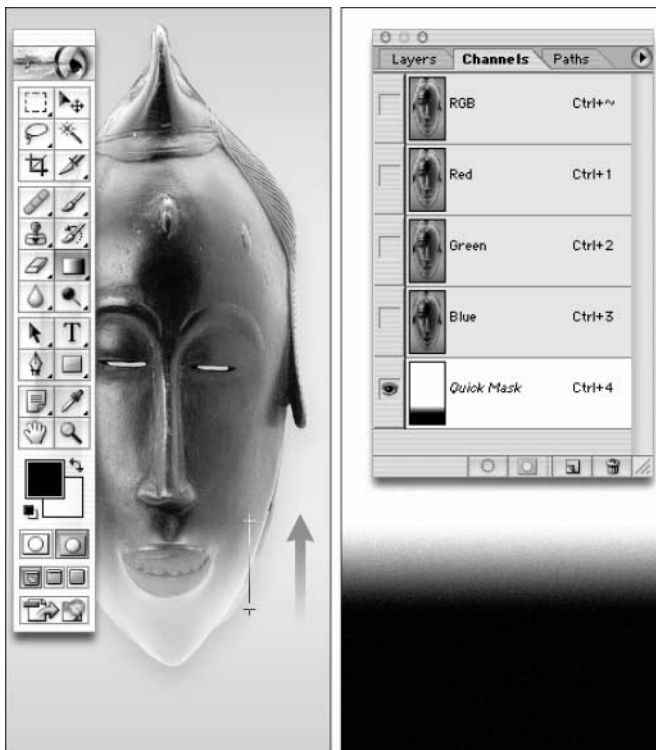 Layers Channels Paths
RGB Ctrl+~
Red Ctrl+1
Green Ctrl+2
Blue Ctrl+3
Quick Mask Ctrl+4
T